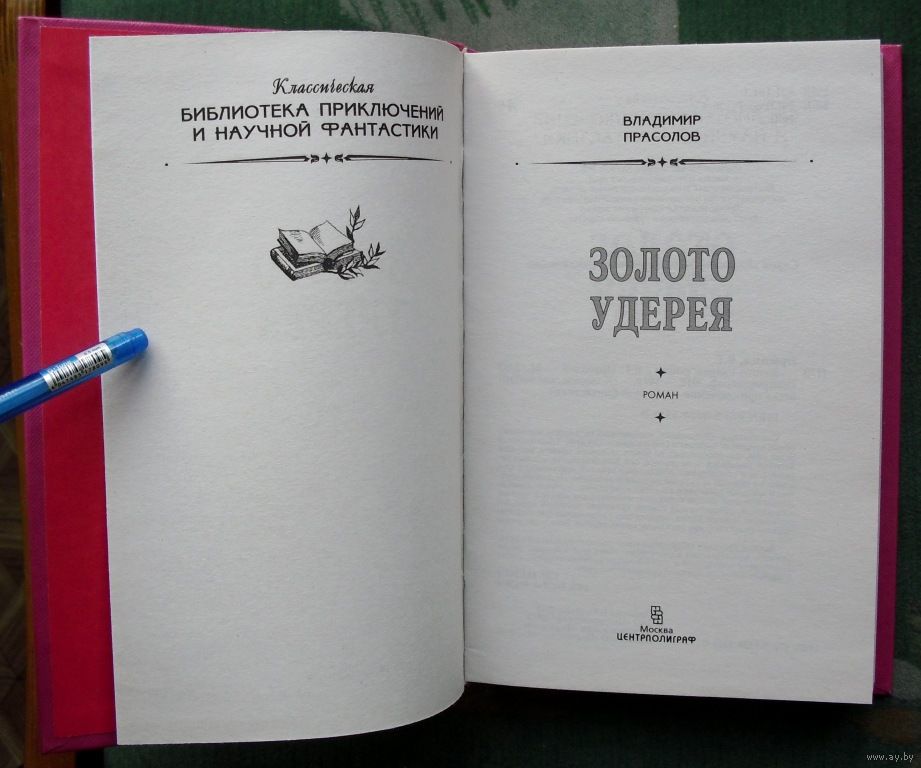 Классическая
БИБЛИОТЕКА ПРИКЛЮЧЕНИЙ
И НАУЧНОЙ ФАНТАСТИКИ
ВЛАДИМИР
ПРАСОЛОВ
ЗОЛОТО
УДЕРЕЯ
РОМАН
Москва
ЦЕНТРПОЛИГРАФ
www.ay.by